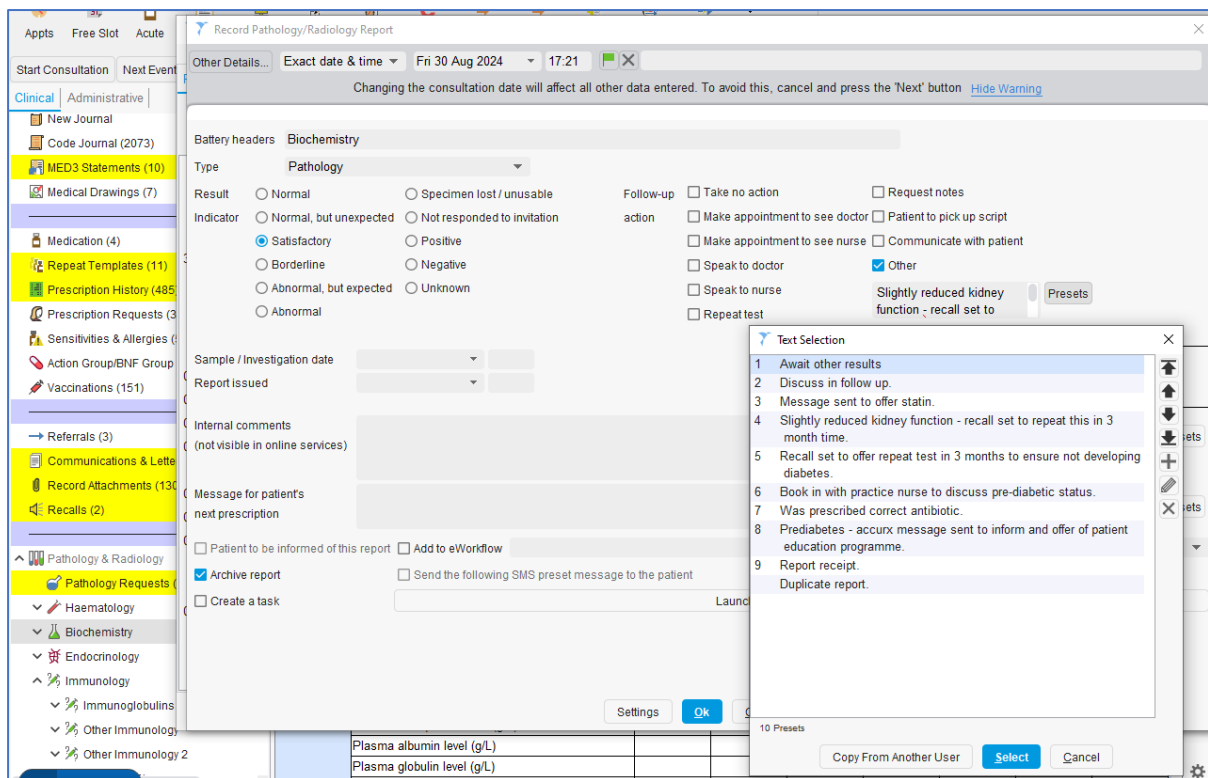 Appts Free Slot Acute
Start Consultation Next Event
Clinical Administrative
New Journal
Code Journal (2073)
MED3 Statements (10)
Medical Drawings (7)
Medication (4)
Repeat Templates (11)
Prescription History (485
Prescription Requests (3
Sensitivities & Allergies (
Action Group/BNF Group
Vaccinations (151)
Referrals (3)
Communications & Lette
Record Attachments (130
Recalls (2)
Pathology & Radiology
Pathology Requests (
Haematology
Biochemistry
Endocrinology
Immunology
Immunoglobulins
Other Immunology
Other Immunology 2
Record Pathology/Radiology Report
Other Details... Exact date & time Fri 30 Aug 2024 17:21
Changing the consultation date will affect all other data entered. To avoid this, cancel and press the 'Next' button Hide Warning
Battery headers Biochemistry
Type Pathology
Result Normal Specimen lost / unusable
Indicator Normal, but unexpected Not responded to invitation
Satisfactory Positive
Borderline Negative
Abnormal, but expected Unknown
Abnormal
Follow-up Take no action Request notes
action Make appointment to see doctor Patient to pick up script
Make appointment to see nurse Communicate with patient
Speak to doctor Other
Speak to nurse Slightly reduced kidney Presets
Repeat test function - recall set to
Sample / Investigation date
Report issued
Internal comments
(not visible in online services)
Message for patient's
next prescription
Patient to be informed of this report Add to eWorkflow
Archive report Send the following SMS preset message to the patient
Create a task Launc
Settings Ok
Plasma albumin level (g/L)
Plasma globulin level (g/L)
Text Selection
1 Await other results
2 Discuss in follow up.
3 Message sent to offer statin.
4 Slightly reduced kidney function - recall set to repeat this in 3
month time.
5 Recall set to offer repeat test in 3 months to ensure not developing
diabetes.
6 Book in with practice nurse to discuss pre-diabetic status.
7 Was prescribed correct antibiotic.
8 Prediabetes - accurx message sent to inform and offer of patient
education programme.
9 Report receipt.
Duplicate report.
10 Presets
Copy From Another User Select Cancel
sets
sets